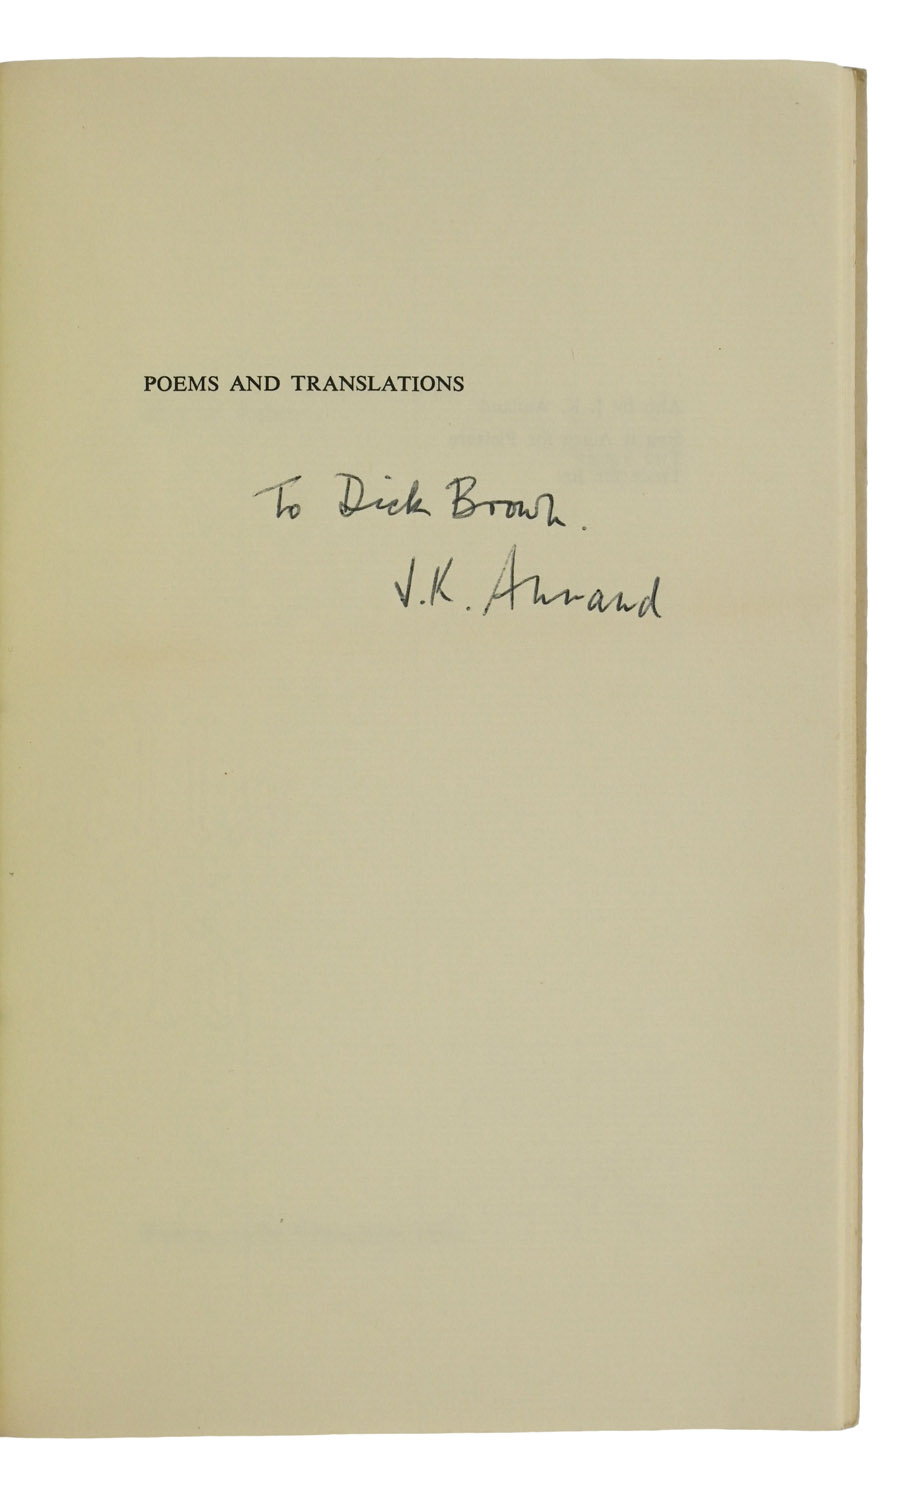 POEMS AND TRANSLATIONS
To Dick Brown.
J.K. Annand